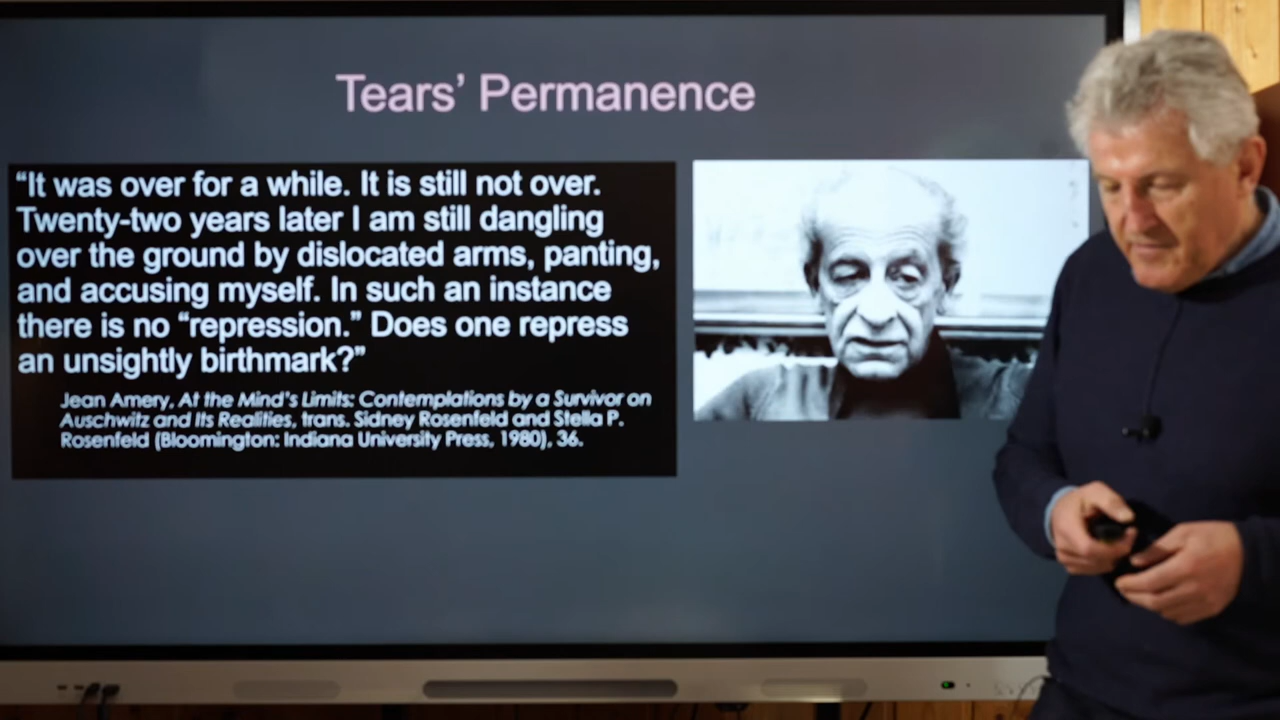 Tears’ Permanence
“It was over for a while. It is still not over.
Twenty-two years later I am still dangling
over the ground by dislocated arms, panting,
and accusing myself. In such an instance
there is no “repression.” Does one repress
an unsightly birthmark?”
Jean Amery, At the Mind’s Limits: Contemplations by a Survivor on
Auschwitz and Its Realities, trans. Sidney Rosenfeld and Stella P.
Rosenfeld (Bloomington: Indiana University Press, 1980), 36.